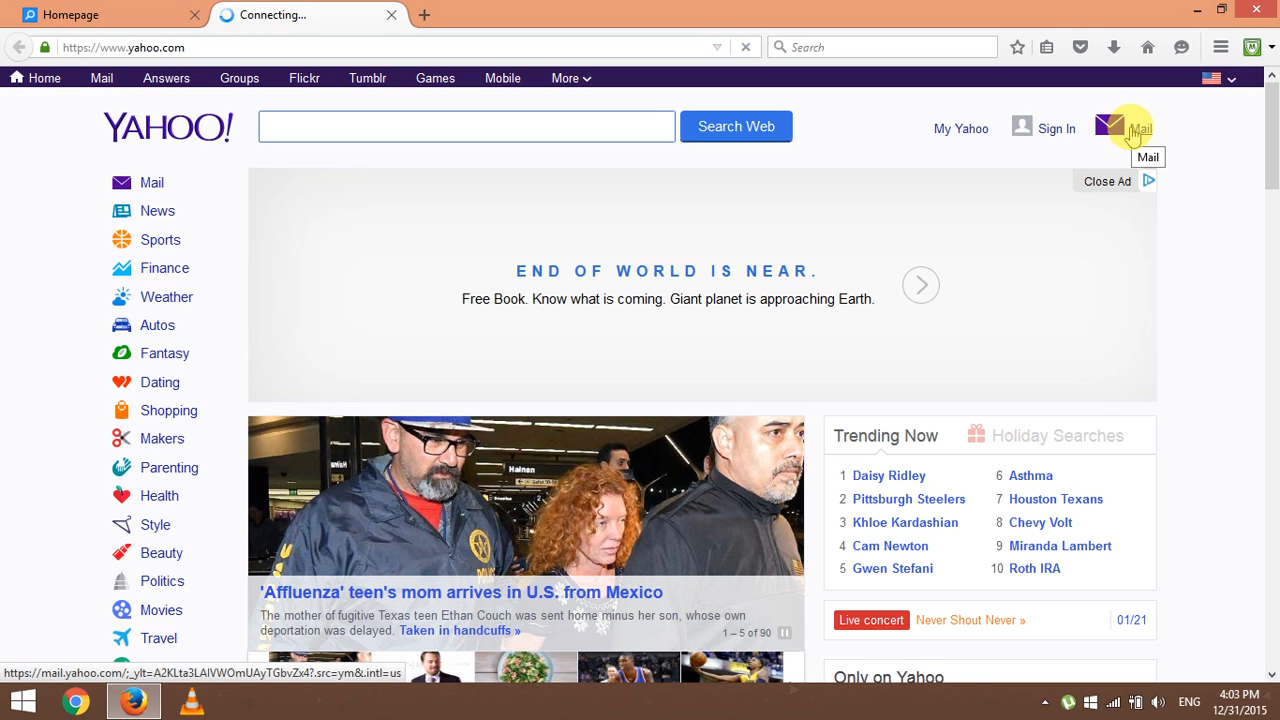 Homepage
Connecting...
https://www.yahoo.com
Search
Home Mail Answers Groups Flickr Tumblr Games Mobile More
YAHOO!
Search Web
My Yahoo
Sign In
Mail
Mail
Close Ad
Mail
News
Sports
Finance
Weather
Autos
Fantasy
Dating
Shopping
Makers
Parenting
Health
Style
Beauty
Politics
Movies
Travel
END OF WORLD IS NEAR.
Free Book. Know what is coming. Giant planet is approaching Earth.
'Affluenza' teen's mom arrives in U.S. from Mexico
The mother of fugitive Texas teen Ethan Couch was sent home minus her son, whose own
deportation was delayed. Taken in handcuffs »
1 – 5 of 90
Trending Now
Holiday Searches
1 Daisy Ridley
2 Pittsburgh Steelers
3 Khloe Kardashian
4 Cam Newton
5 Gwen Stefani
6 Asthma
7 Houston Texans
8 Chevy Volt
9 Miranda Lambert
10 Roth IRA
Live concert Never Shout Never » 01/21
Only on Yahoo
https://mail.yahoo.com/;_ylt=A2KLta3LAIVWOmUAyTGbvZx4?.src=ym&.intl=us
ENG
4:03 PM
12/31/2015